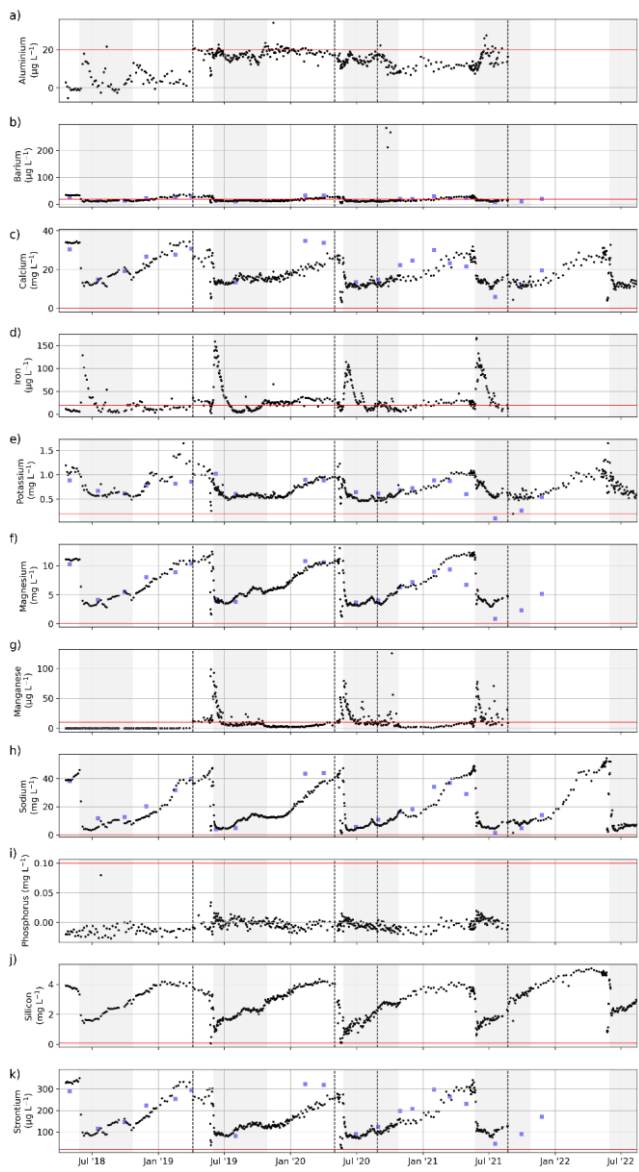 a)
Aluminium
(µg L⁻¹)
20
0
b)
Barium
(µg L⁻¹)
200
100
0
c)
Calcium
(mg L⁻¹)
40
20
0
d)
Iron
(µg L⁻¹)
150
100
50
0
e)
Potassium
(mg L⁻¹)
1.5
1.0
0.5
f)
Magnesium
(mg L⁻¹)
10
5
0
g)
Manganese
(µg L⁻¹)
100
50
0
h)
Sodium
(mg L⁻¹)
40
20
0
i)
Phosphorus (mg L⁻¹)
0.10
0.05
0.00
j)
Silicon
(mg L⁻¹)
4
2
0
k)
Strontium
(µg L⁻¹)
300
200
100
Jul '18 Jan '19 Jul '19 Jan '20 Jul '20 Jan '21 Jul '21 Jan '22 Jul '22